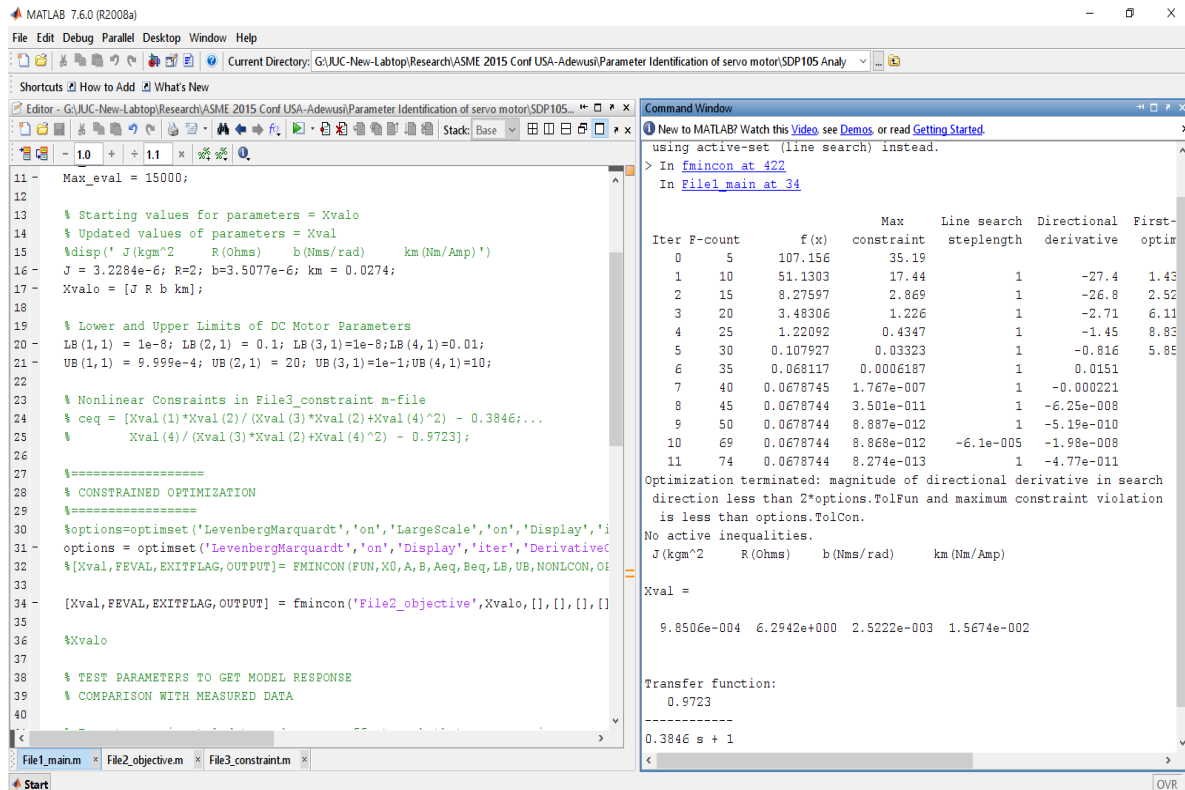 MATLAB 7.6.0 (R2008a)
File Edit Debug Parallel Desktop Window Help
Current Directory: G:\JUC-New-Labtop\Research\ASME 2015 Conf USA-Adewusi\Parameter Identification of servo motor\SDP105 Analy
Shortcuts How to Add What's New
Editor - G:\JUC-New-Labtop\Research\ASME 2015 Conf USA-Adewusi\Parameter Identification of servo motor\SDP105...
Stack: Base
- 1.0 + ÷ 1.1 ×
11 - Max_eval = 15000;
12
13 % Starting values for parameters = Xvalo
14 % Updated values of parameters = Xval
15 %disp(' J(kgm^2 R(Ohms) b(Nms/rad) km(Nm/Amp)')
16 - J = 3.2284e-6; R=2; b=3.5077e-6; km = 0.0274;
17 - Xvalo = [J R b km];
18
19 % Lower and Upper Limits of DC Motor Parameters
20 - LB(1,1) = 1e-8; LB(2,1) = 0.1; LB(3,1)=1e-8;LB(4,1)=0.01;
21 - UB(1,1) = 9.999e-4; UB(2,1) = 20; UB(3,1)=1e-1;UB(4,1)=10;
22
23 % Nonlinear Consraints in File3_constraint m-file
24 % ceq = [Xval(1)*Xval(2)/(Xval(3)*Xval(2)+Xval(4)^2) - 0.3846;...
25 % Xval(4)/(Xval(3)*Xval(2)+Xval(4)^2) - 0.9723];
26
27 %==================
28 % CONSTRAINED OPTIMIZATION
29 %=================
30 %options=optimset('LevenbergMarquardt','on','LargeScale','on','Display','i
31 - options = optimset('LevenbergMarquardt','on','Display','iter','Derivative
32 %[Xval,FEVAL,EXITFLAG,OUTPUT]= FMINCON(FUN,X0,A,B,Aeq,Beq,LB,UB,NONLCON,OP
33
34 - [Xval,FEVAL,EXITFLAG,OUTPUT] = fmincon('File2_objective',Xvalo,[],[],[],[]
35
36 %Xvalo
37
38 % TEST PARAMETERS TO GET MODEL RESPONSE
39 % COMPARISON WITH MEASURED DATA
40
File1_main.m × File2_objective.m × File3_constraint.m ×
Start
Command Window
New to MATLAB? Watch this Video, see Demos, or read Getting Started.
using active-set (line search) instead.
> In fmincon at 422
In File1_main at 34
Max Line search Directional First-
Iter F-count f(x) constraint steplength derivative optim
0 5 107.156 35.19
1 10 51.1303 17.44 1 -27.4 1.43
2 15 8.27597 2.869 1 -26.8 2.52
3 20 3.48306 1.226 1 -2.71 6.11
4 25 1.22092 0.4347 1 -1.45 8.83
5 30 0.107927 0.03323 1 -0.816 5.85
6 35 0.068117 0.0006187 1 0.0151
7 40 0.0678745 1.767e-007 1 -0.000221
8 45 0.0678744 3.501e-011 1 -6.25e-008
9 50 0.0678744 8.887e-012 1 -5.19e-010
10 69 0.0678744 8.868e-012 -6.1e-005 -1.98e-008
11 74 0.0678744 8.274e-013 1 -4.77e-011
Optimization terminated: magnitude of directional derivative in search
direction less than 2*options.TolFun and maximum constraint violation
is less than options.TolCon.
No active inequalities.
J(kgm^2 R(Ohms) b(Nms/rad) km(Nm/Amp)
Xval =
9.8506e-004 6.2942e+000 2.5222e-003 1.5674e-002
Transfer function:
0.9723
------------
0.3846 s + 1
OVR